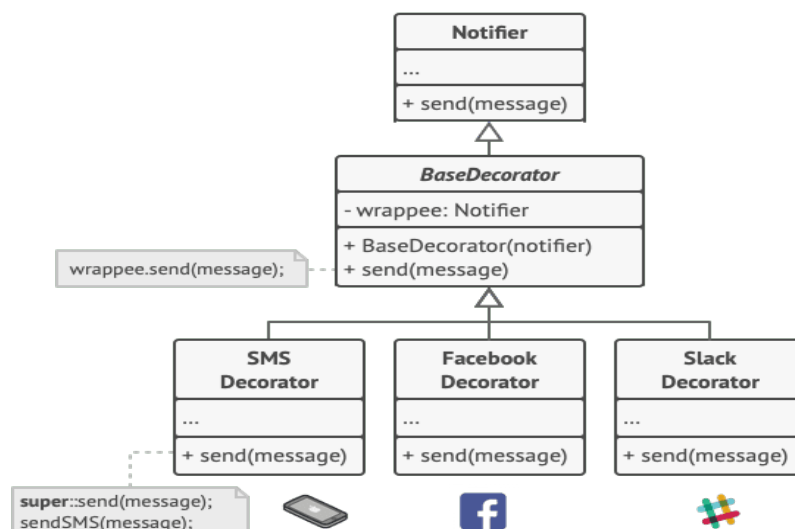 Notifier
...
+ send(message)
BaseDecorator
- wrappee: Notifier
+ BaseDecorator(notifier)
+ send(message)
wrappee.send(message);
SMS
Decorator
...
+ send(message)
Facebook
Decorator
...
+ send(message)
Slack
Decorator
...
+ send(message)
super::send(message);
sendSMS(message);
f